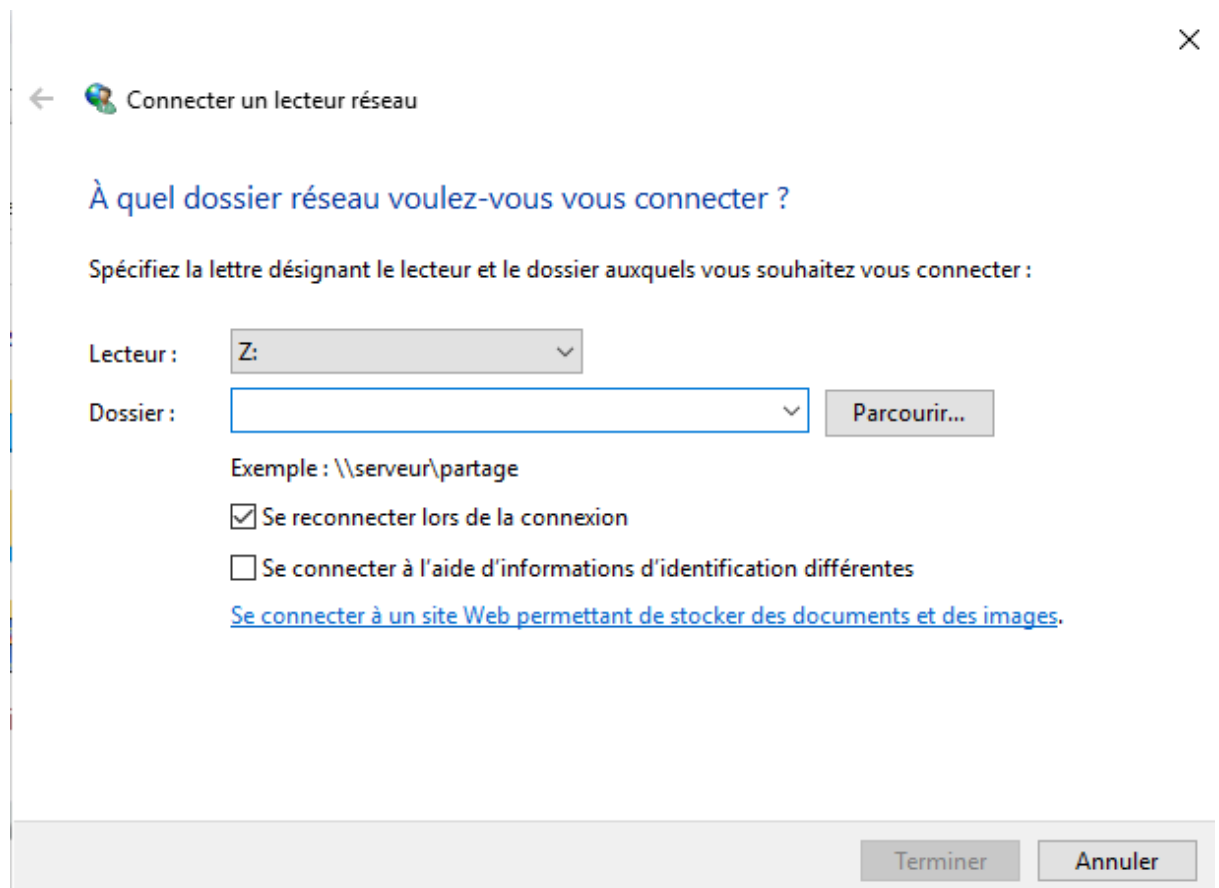 Connecter un lecteur réseau
À quel dossier réseau voulez-vous vous connecter ?
Spécifiez la lettre désignant le lecteur et le dossier auxquels vous souhaitez vous connecter :
Lecteur : Z:
Dossier : Parcourir...
Exemple : \\serveur\partage
Se reconnecter lors de la connexion
Se connecter à l’aide d’informations d’identification différentes
Se connecter à un site Web permettant de stocker des documents et des images.
Terminer Annuler